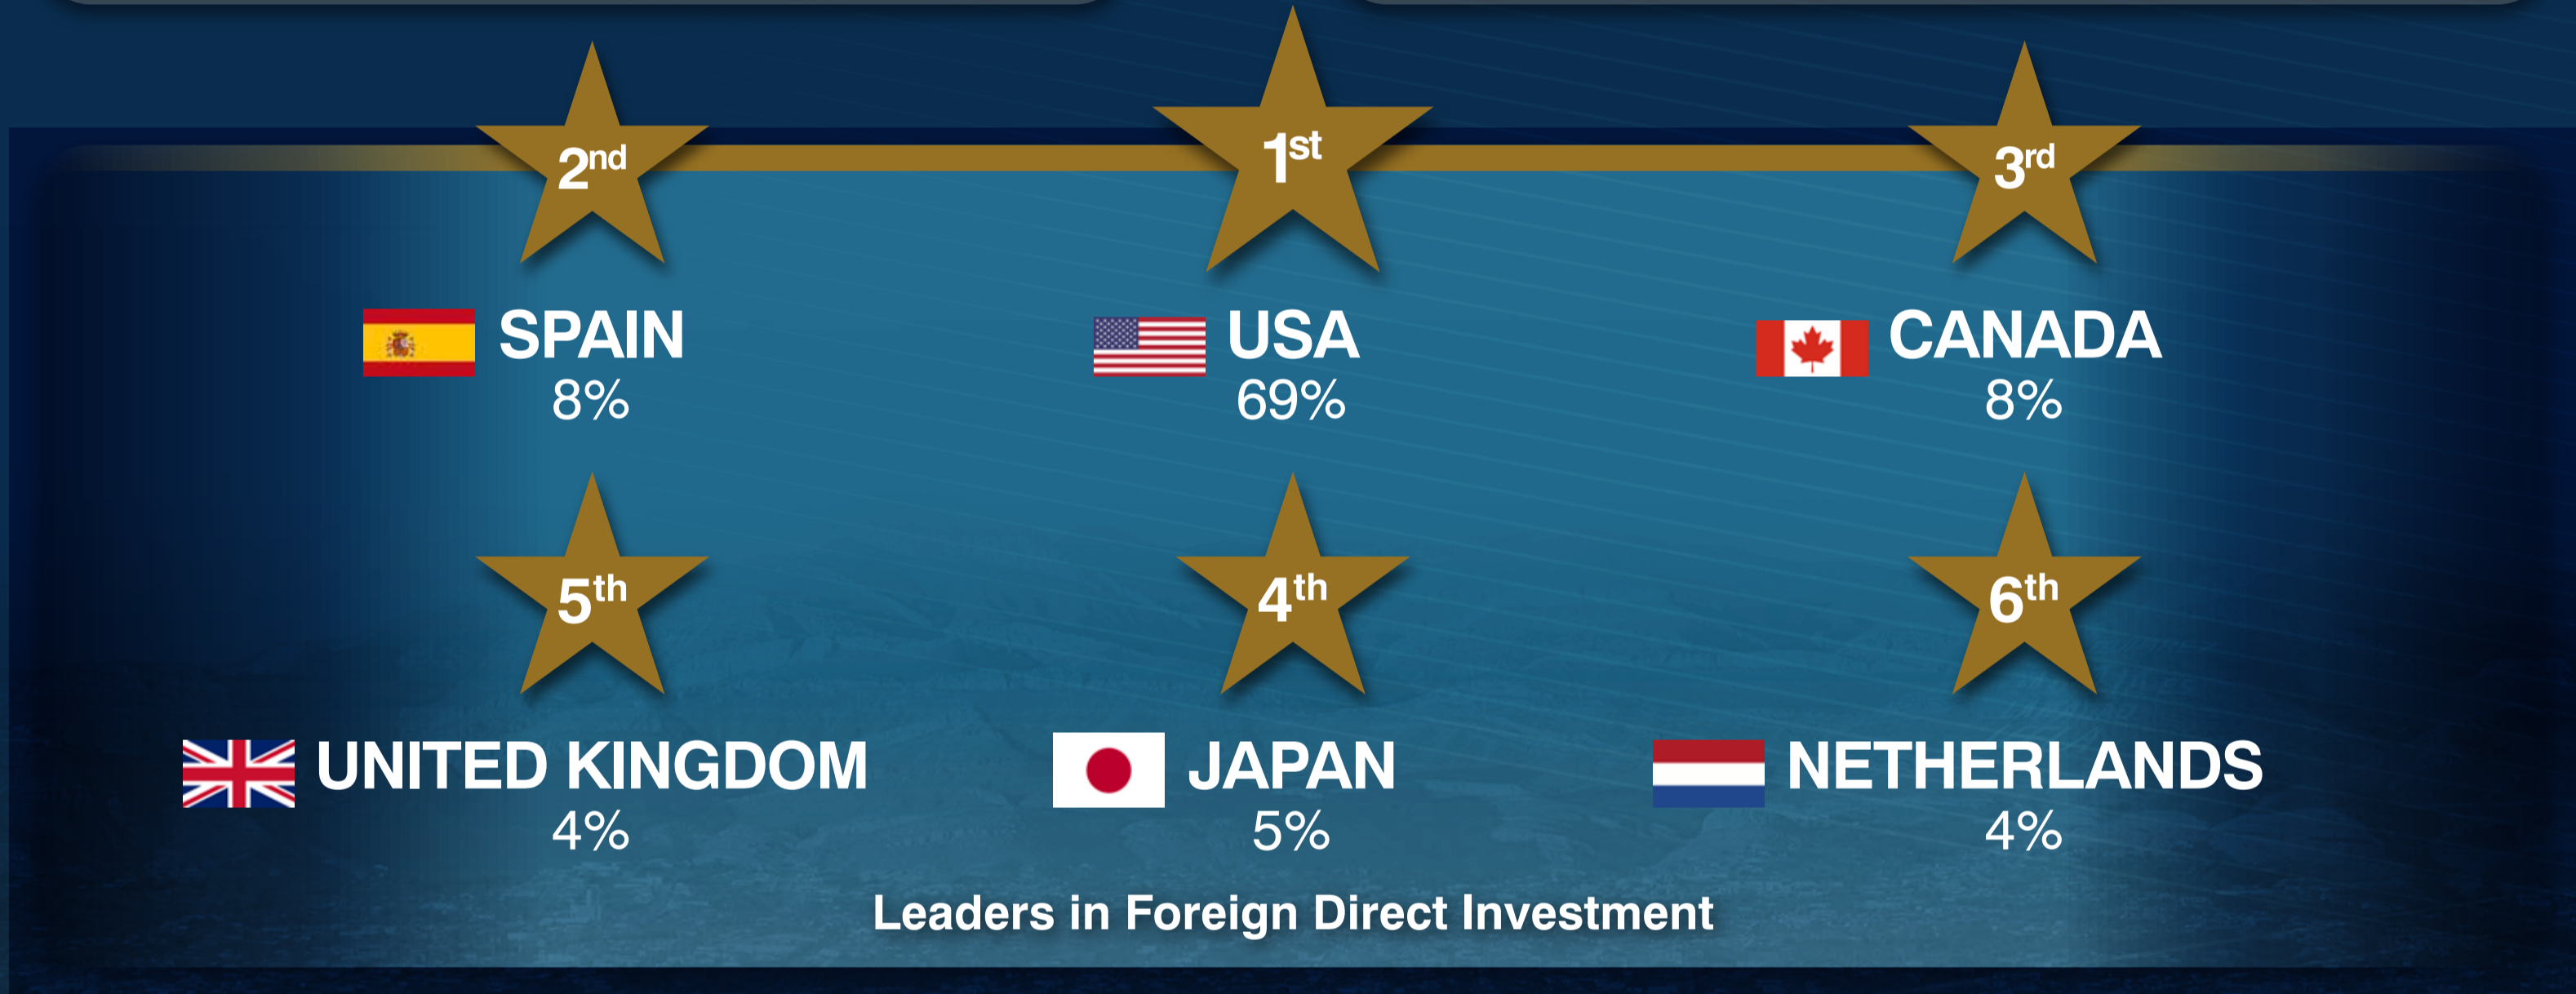 2nd
1st
3rd
SPAIN
8%
USA
69%
CANADA
8%
5th
4th
6th
UNITED KINGDOM
4%
JAPAN
5%
NETHERLANDS
4%
Leaders in Foreign Direct Investment